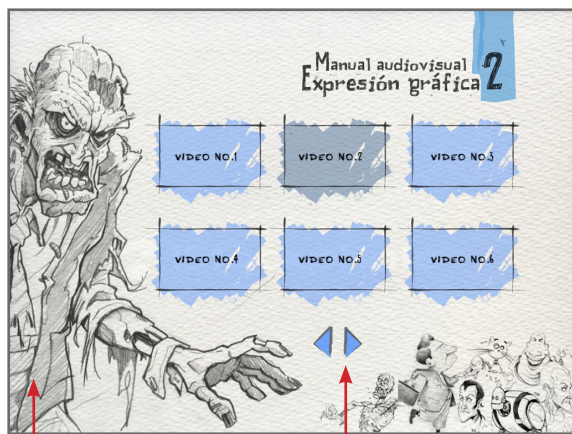 Manual audiovisual
Expresión gráfica 2
VIDEO NO.1
VIDEO NO.2
VIDEO NO.3
VIDEO NO.4
VIDEO NO.5
VIDEO NO.6